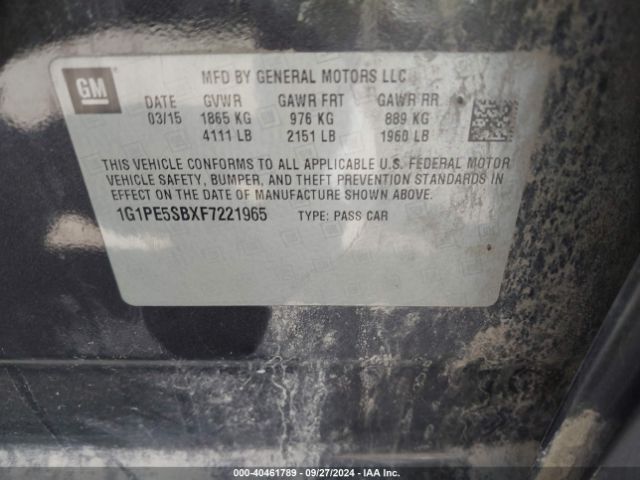 GM
MFD BY GENERAL MOTORS LLC
DATE GVWR GAWR FRT GAWR RR
03/15 1865 KG 976 KG 889 KG
4111 LB 2151 LB 1960 LB
THIS VEHICLE CONFORMS TO ALL APPLICABLE U.S. FEDERAL MOTOR
VEHICLE SAFETY, BUMPER, AND THEFT PREVENTION STANDARDS IN
EFFECT ON THE DATE OF MANUFACTURE SHOWN ABOVE.
1G1PE5SBXF7221965 TYPE: PASS CAR
000-40461789 - 09/27/2024 - IAA Inc.